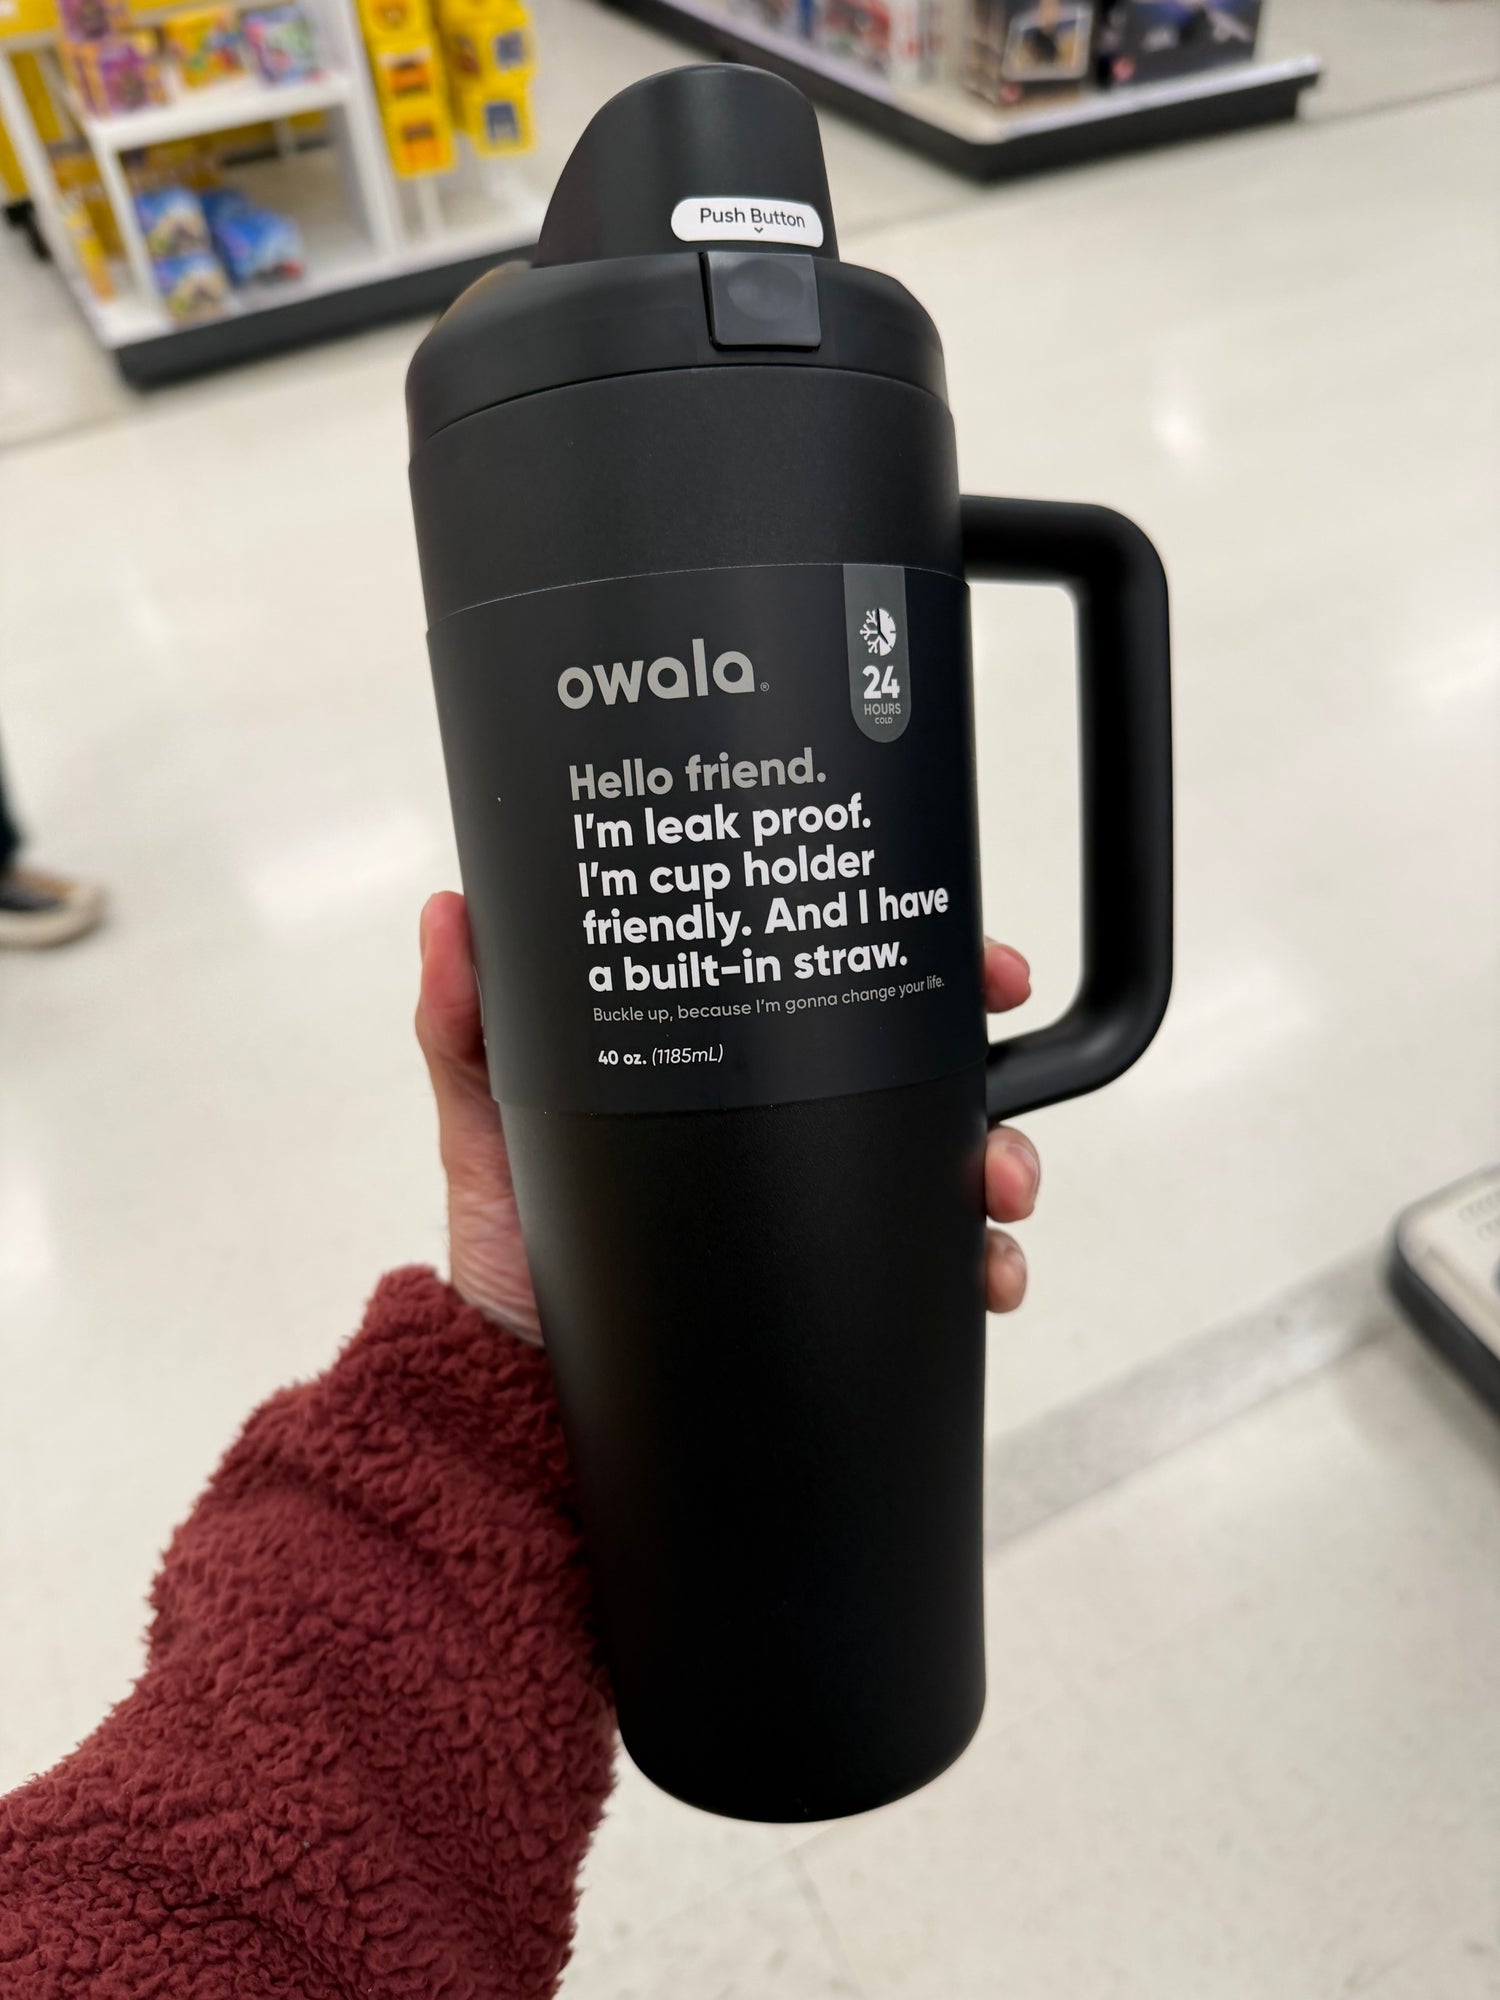 Push Button
owala®
24
HOURS
COLD
Hello friend.
I'm leak proof.
I'm cup holder
friendly. And I have
a built-in straw.
Buckle up, because I'm gonna change your life.
40 oz. (1185mL)